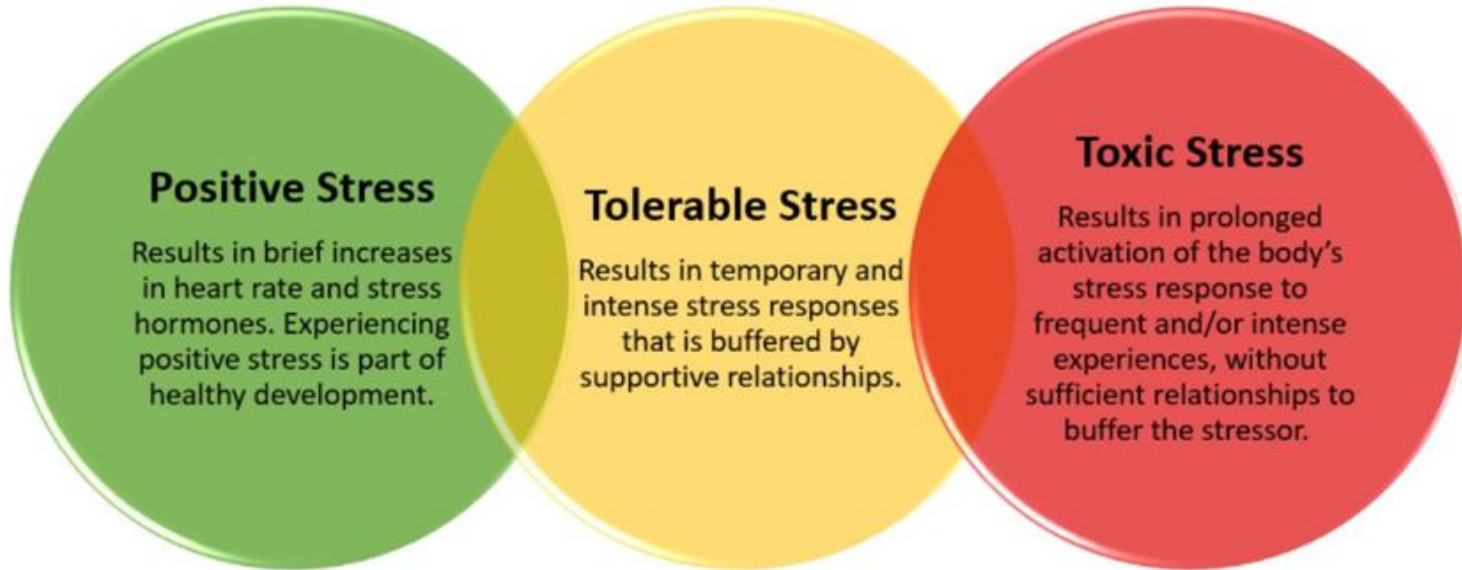 Positive Stress
Results in brief increases
in heart rate and stress
hormones. Experiencing
positive stress is part of
healthy development.
Tolerable Stress
Results in temporary and
intense stress responses
that is buffered by
supportive relationships.
Toxic Stress
Results in prolonged
activation of the body’s
stress response to
frequent and/or intense
experiences, without
sufficient relationships to
buffer the stressor.